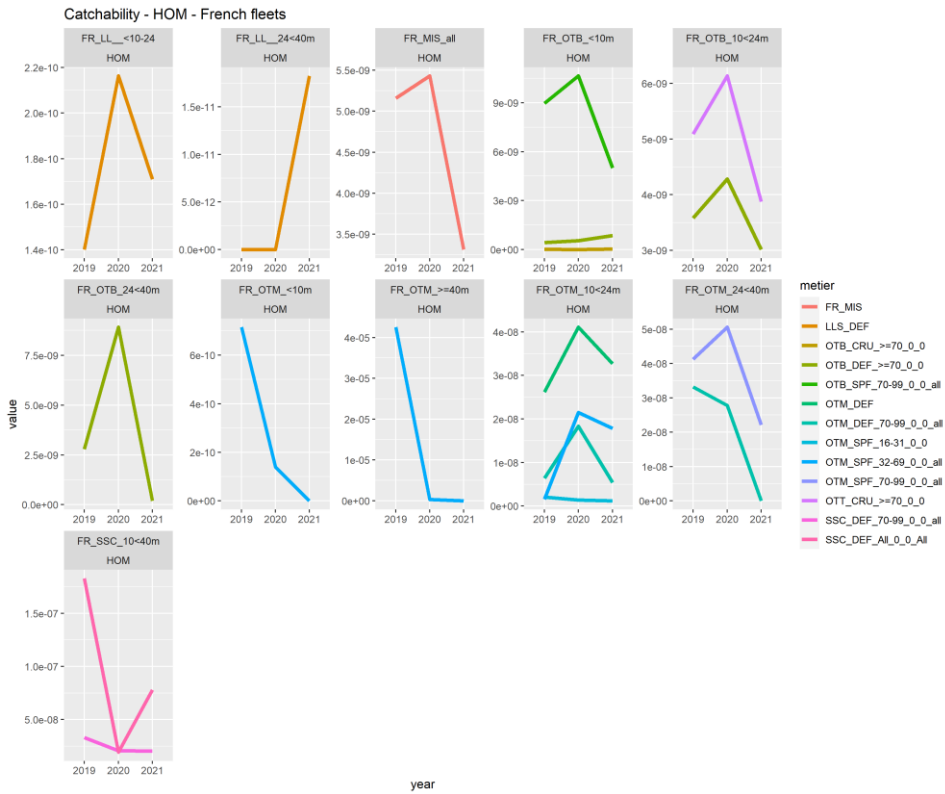 Catchability - HOM - French fleets
FR_LL__<10-24
HOM
FR_LL__24<40m
HOM
FR_MIS_all
HOM
FR_OTB_<10m
HOM
FR_OTB_10<24m
HOM
2.2e-10
2.0e-10
1.8e-10
1.6e-10
1.4e-10
1.5e-11
1.0e-11
5.0e-12
0.0e+00
5.5e-09
5.0e-09
4.5e-09
4.0e-09
3.5e-09
9e-09
6e-09
3e-09
0e+00
6e-09
5e-09
4e-09
3e-09
2019 2020 2021
2019 2020 2021
2019 2020 2021
2019 2020 2021
2019 2020 2021
FR_OTB_24<40m
HOM
FR_OTM_<10m
HOM
FR_OTM_>=40m
HOM
FR_OTM_10<24m
HOM
FR_OTM_24<40m
HOM
7.5e-09
5.0e-09
2.5e-09
0.0e+00
6e-10
4e-10
2e-10
0e+00
4e-05
3e-05
2e-05
1e-05
0e+00
4e-08
3e-08
2e-08
1e-08
0e+00
5e-08
4e-08
3e-08
2e-08
1e-08
0e+00
2019 2020 2021
2019 2020 2021
2019 2020 2021
2019 2020 2021
FR_SSC_10<40m
HOM
1.5e-07
1.0e-07
5.0e-08
2019 2020 2021
value
year
metier
FR_MIS
LLS_DEF
OTB_CRU_>=70_0_0
OTB_DEF_>=70_0_0
OTB_SPF_70-99_0_0_all
OTM_DEF
OTM_DEF_70-99_0_0_all
OTM_SPF_16-31_0_0
OTM_SPF_32-69_0_0_all
OTM_SPF_70-99_0_0_all
OTT_CRU_>=70_0_0
SSC_DEF_70-99_0_0_all
SSC_DEF_All_0_0_All